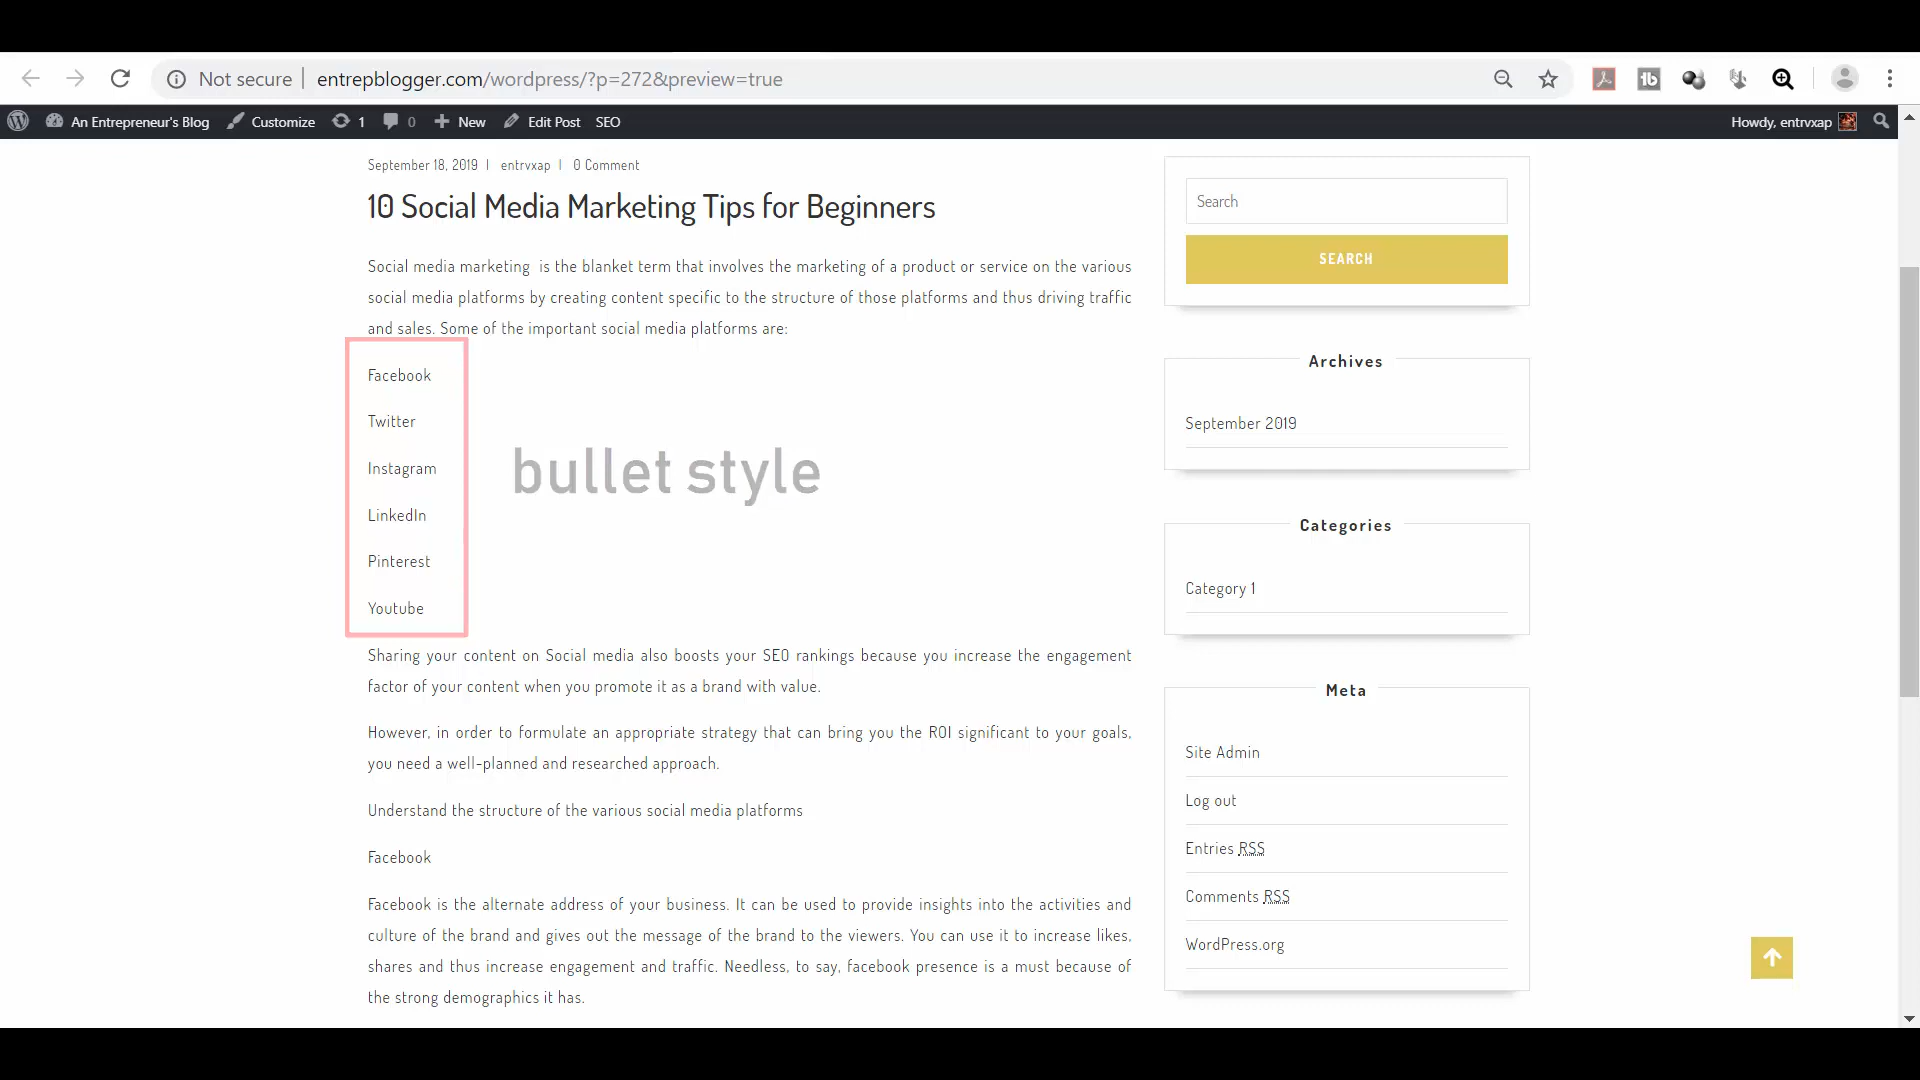 Not secure entrepblogger.com/wordpress/?p=272&preview=true
An Entrepreneur's Blog Customize 1 0 New Edit Post SEO Howdy, entrvxap
September 18, 2019 | entrvxap | 0 Comment
10 Social Media Marketing Tips for Beginners
Social media marketing is the blanket term that involves the marketing of a product or service on the various
social media platforms by creating content specific to the structure of those platforms and thus driving traffic
and sales. Some of the important social media platforms are:
Facebook
Twitter
Instagram
LinkedIn
Pinterest
Youtube
bullet style
Sharing your content on Social media also boosts your SEO rankings because you increase the engagement
factor of your content when you promote it as a brand with value.
However, in order to formulate an appropriate strategy that can bring you the ROI significant to your goals,
you need a well-planned and researched approach.
Understand the structure of the various social media platforms
Facebook
Facebook is the alternate address of your business. It can be used to provide insights into the activities and
culture of the brand and gives out the message of the brand to the viewers. You can use it to increase likes,
shares and thus increase engagement and traffic. Needless, to say, facebook presence is a must because of
the strong demographics it has.
Search
SEARCH
Archives
September 2019
Categories
Category 1
Meta
Site Admin
Log out
Entries RSS
Comments RSS
WordPress.org